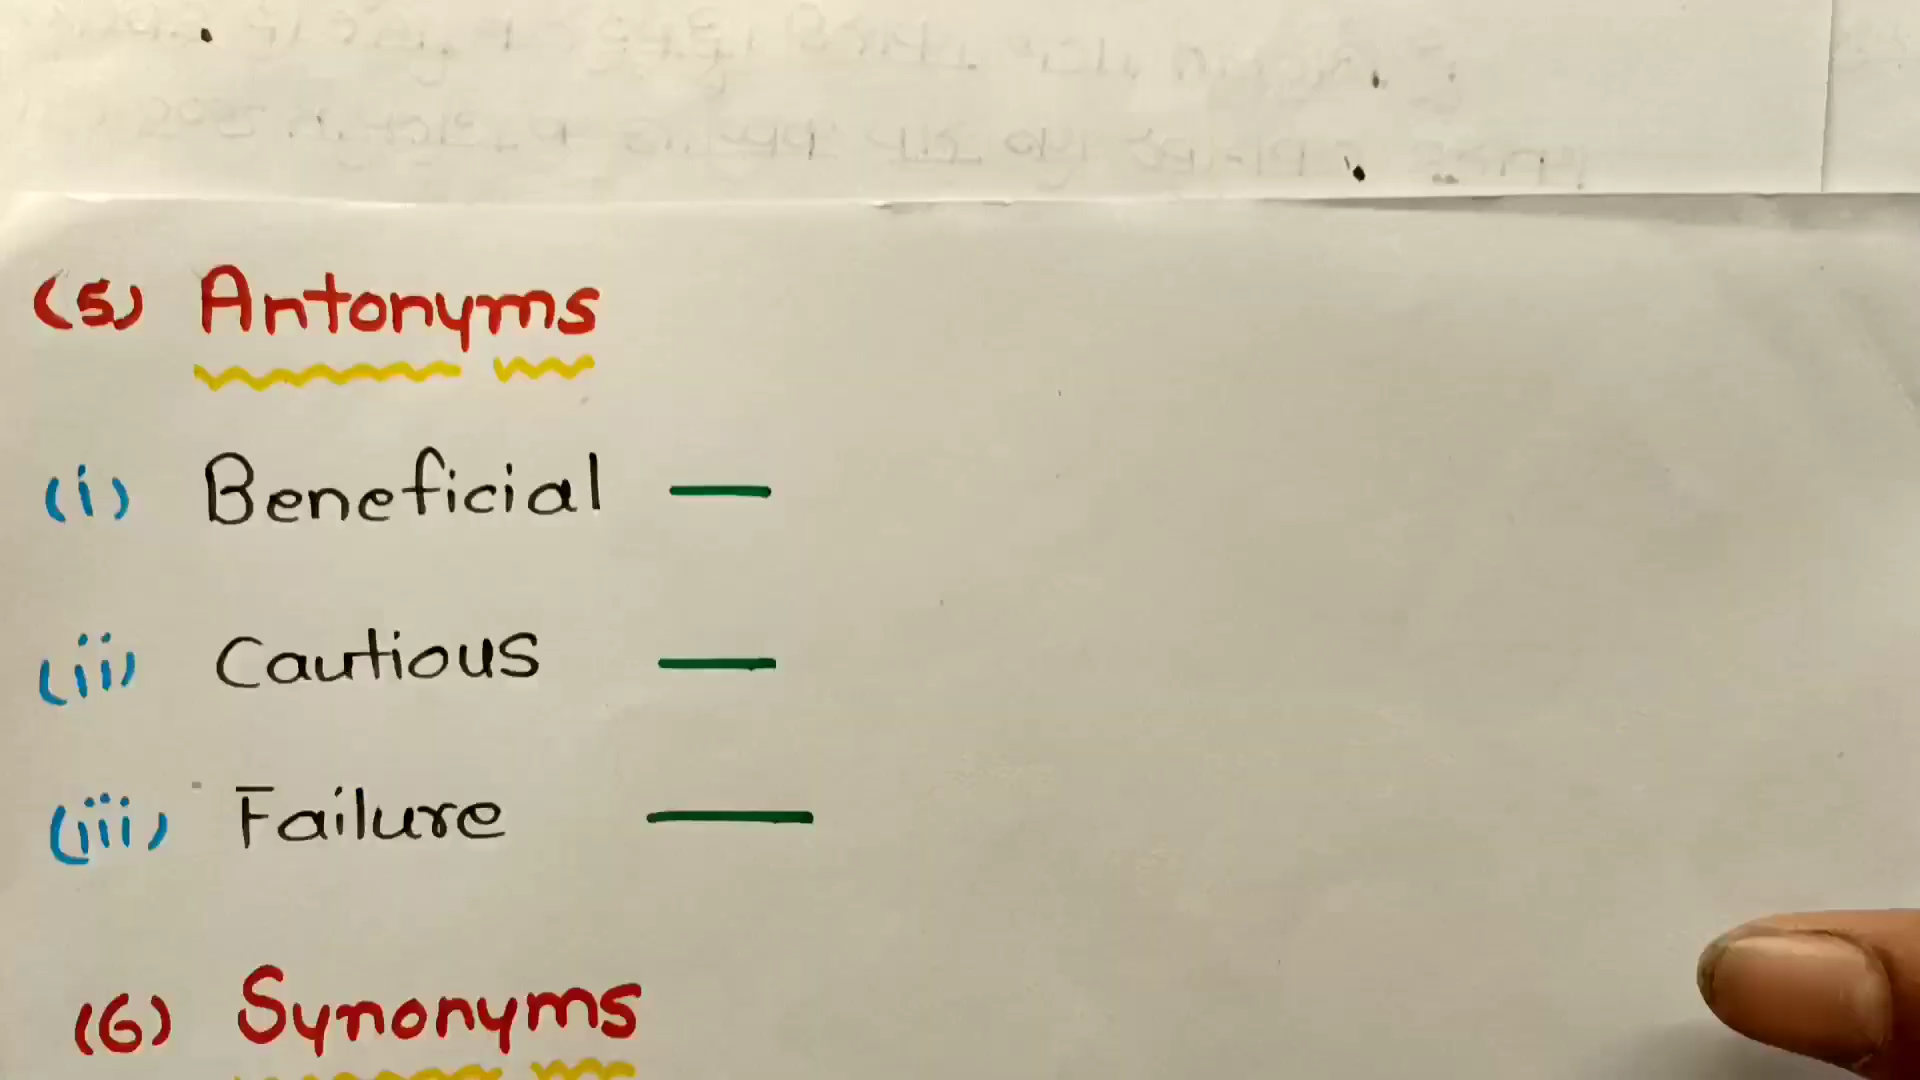 (5) Antonyms
(i) Beneficial —
(ii) Cautious —
(iii) Failure —
(6) Synonyms